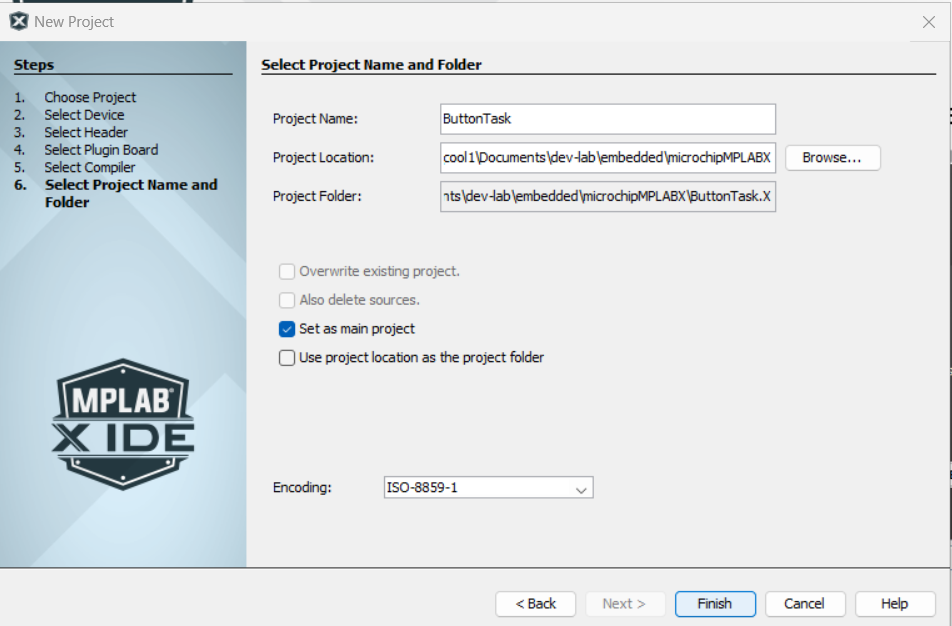 New Project
Steps
1. Choose Project
2. Select Device
3. Select Header
4. Select Plugin Board
5. Select Compiler
6. Select Project Name and
Folder
MPLAB®
X IDE
Select Project Name and Folder
Project Name: ButtonTask
Project Location: cool1\Documents\dev-lab\embedded\microchipMPLABX Browse...
Project Folder: nts\dev-lab\embedded\microchipMPLABX\ButtonTask.X
Overwrite existing project.
Also delete sources.
Set as main project
Use project location as the project folder
Encoding: ISO-8859-1
< Back Next > Finish Cancel Help